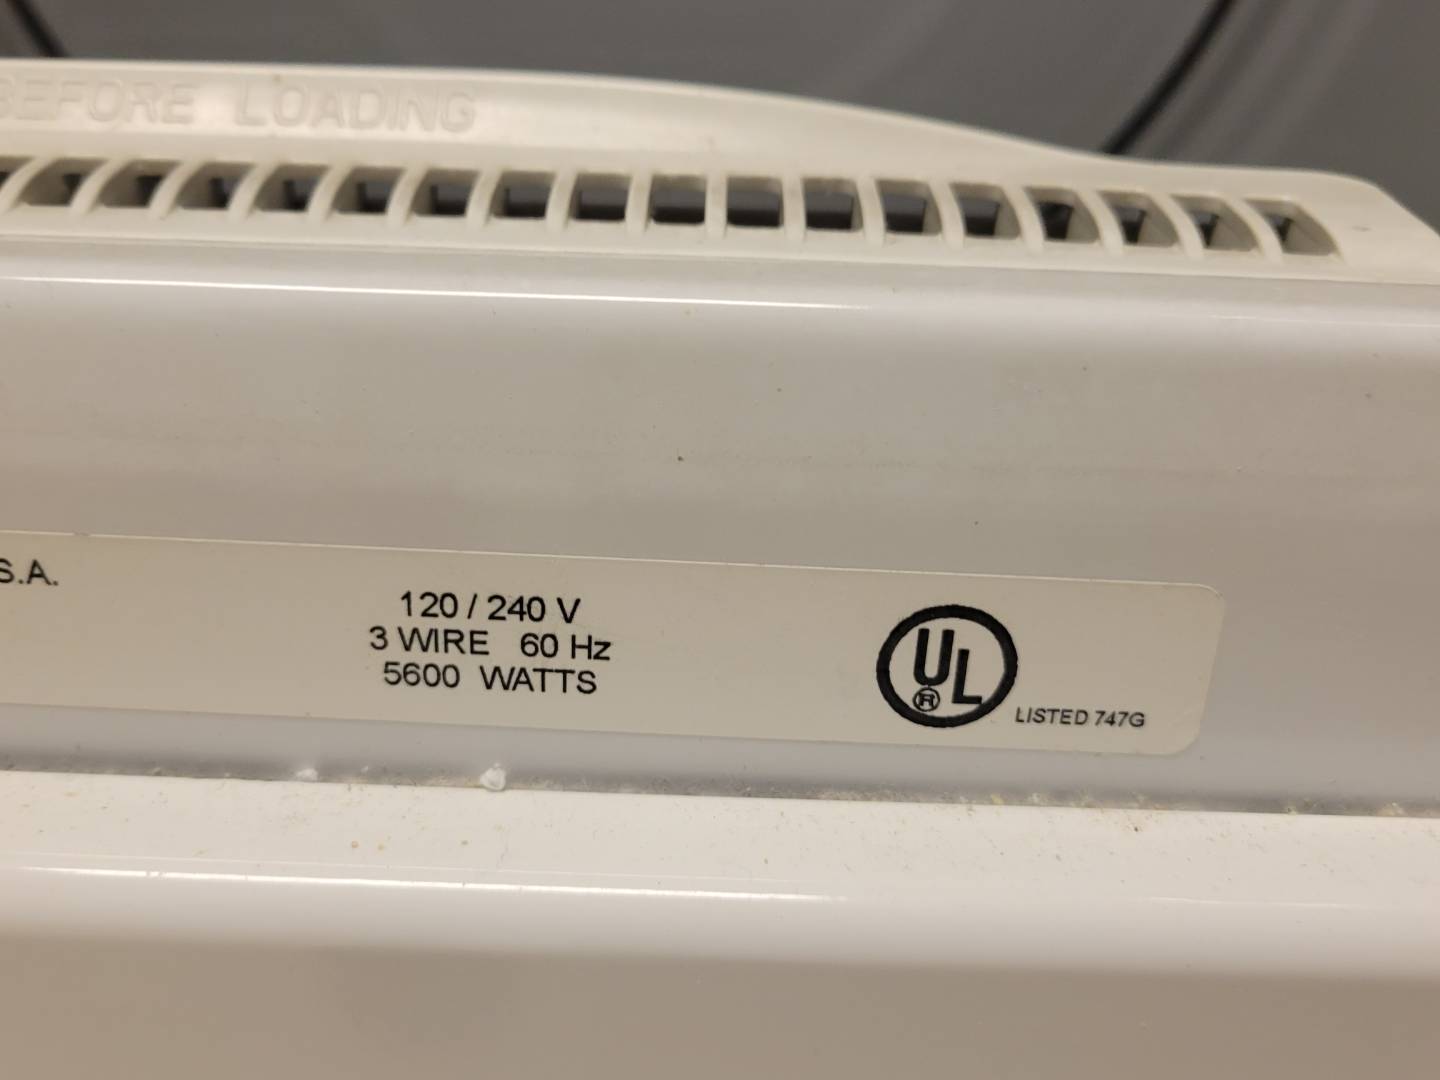 BEFORE LOADING
S.A.
120 / 240 V
3 WIRE 60 Hz
5600 WATTS
UL
®
LISTED 747G